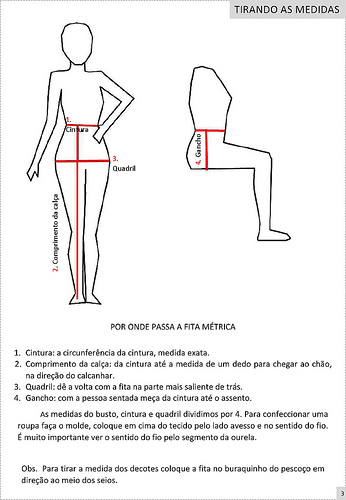 TIRANDO AS MEDIDAS
1.
Cintura
3.
Quadril
2. Comprimento da calça
4. Gancho
POR ONDE PASSA A FITA MÉTRICA
1. Cintura: a circunferência da cintura, medida exata.
2. Comprimento da calça: da cintura até a medida de um dedo para chegar ao chão,
na direção do calcanhar.
3. Quadril: dê a volta com a fita na parte mais saliente de trás.
4. Gancho: com a pessoa sentada meça da cintura até o assento.
As medidas do busto, cintura e quadril dividimos por 4. Para confeccionar uma
roupa faça o molde, coloque em cima do tecido pelo lado avesso e no sentido do fio.
É muito importante ver o sentido do fio pelo segmento da ourela.
Obs. Para tirar a medida dos decotes coloque a fita no buraquinho do pescoço em
direção ao meio dos seios.
3